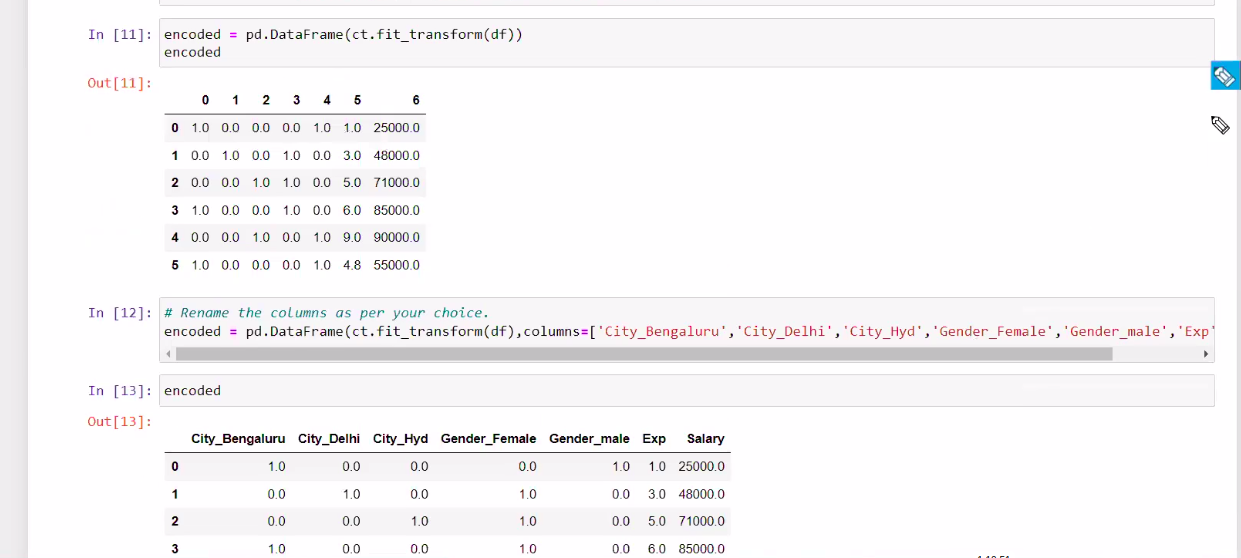 In [11]: encoded = pd.DataFrame(ct.fit_transform(df))
encoded
Out[11]:
0 1 2 3 4 5 6
0 1.0 0.0 0.0 0.0 1.0 1.0 25000.0
1 0.0 1.0 0.0 1.0 0.0 3.0 48000.0
2 0.0 0.0 1.0 1.0 0.0 5.0 71000.0
3 1.0 0.0 0.0 1.0 0.0 6.0 85000.0
4 0.0 0.0 1.0 0.0 1.0 9.0 90000.0
5 1.0 0.0 0.0 0.0 1.0 4.8 55000.0
In [12]: # Rename the columns as per your choice.
encoded = pd.DataFrame(ct.fit_transform(df),columns=['City_Bengaluru','City_Delhi','City_Hyd','Gender_Female','Gender_male','Exp'
In [13]: encoded
Out[13]:
City_Bengaluru City_Delhi City_Hyd Gender_Female Gender_male Exp Salary
0 1.0 0.0 0.0 0.0 1.0 1.0 25000.0
1 0.0 1.0 0.0 1.0 0.0 3.0 48000.0
2 0.0 0.0 1.0 1.0 0.0 5.0 71000.0
3 1.0 0.0 0.0 1.0 0.0 6.0 85000.0